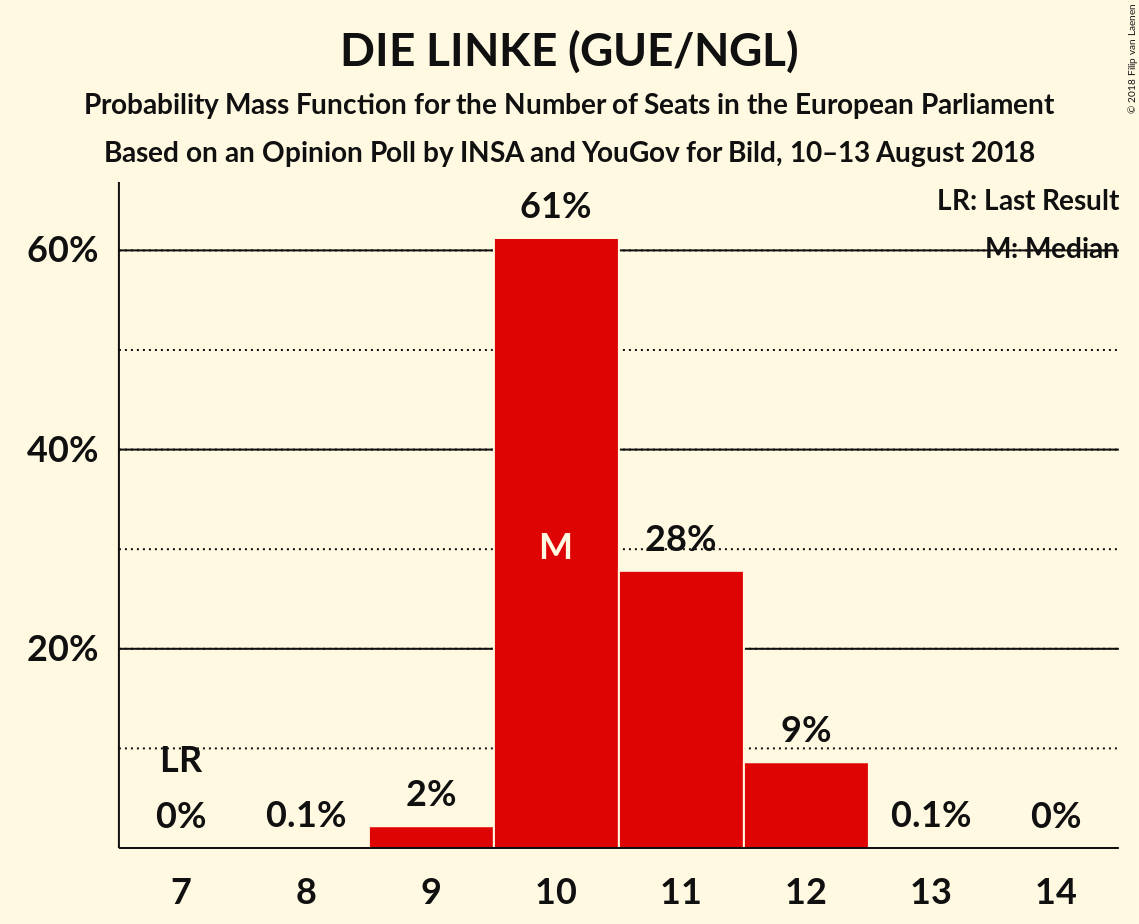 DIE LINKE (GUE/NGL)
Probability Mass Function for the Number of Seats in the European Parliament
Based on an Opinion Poll by INSA and YouGov for Bild, 10–13 August 2018
© 2018 Filip van Laenen
LR: Last Result
M: Median
61%
60%
40%
M
28%
20%
9%
LR
2%
0%
0.1%
0.1%
0%
7 8 9 10 11 12 13 14